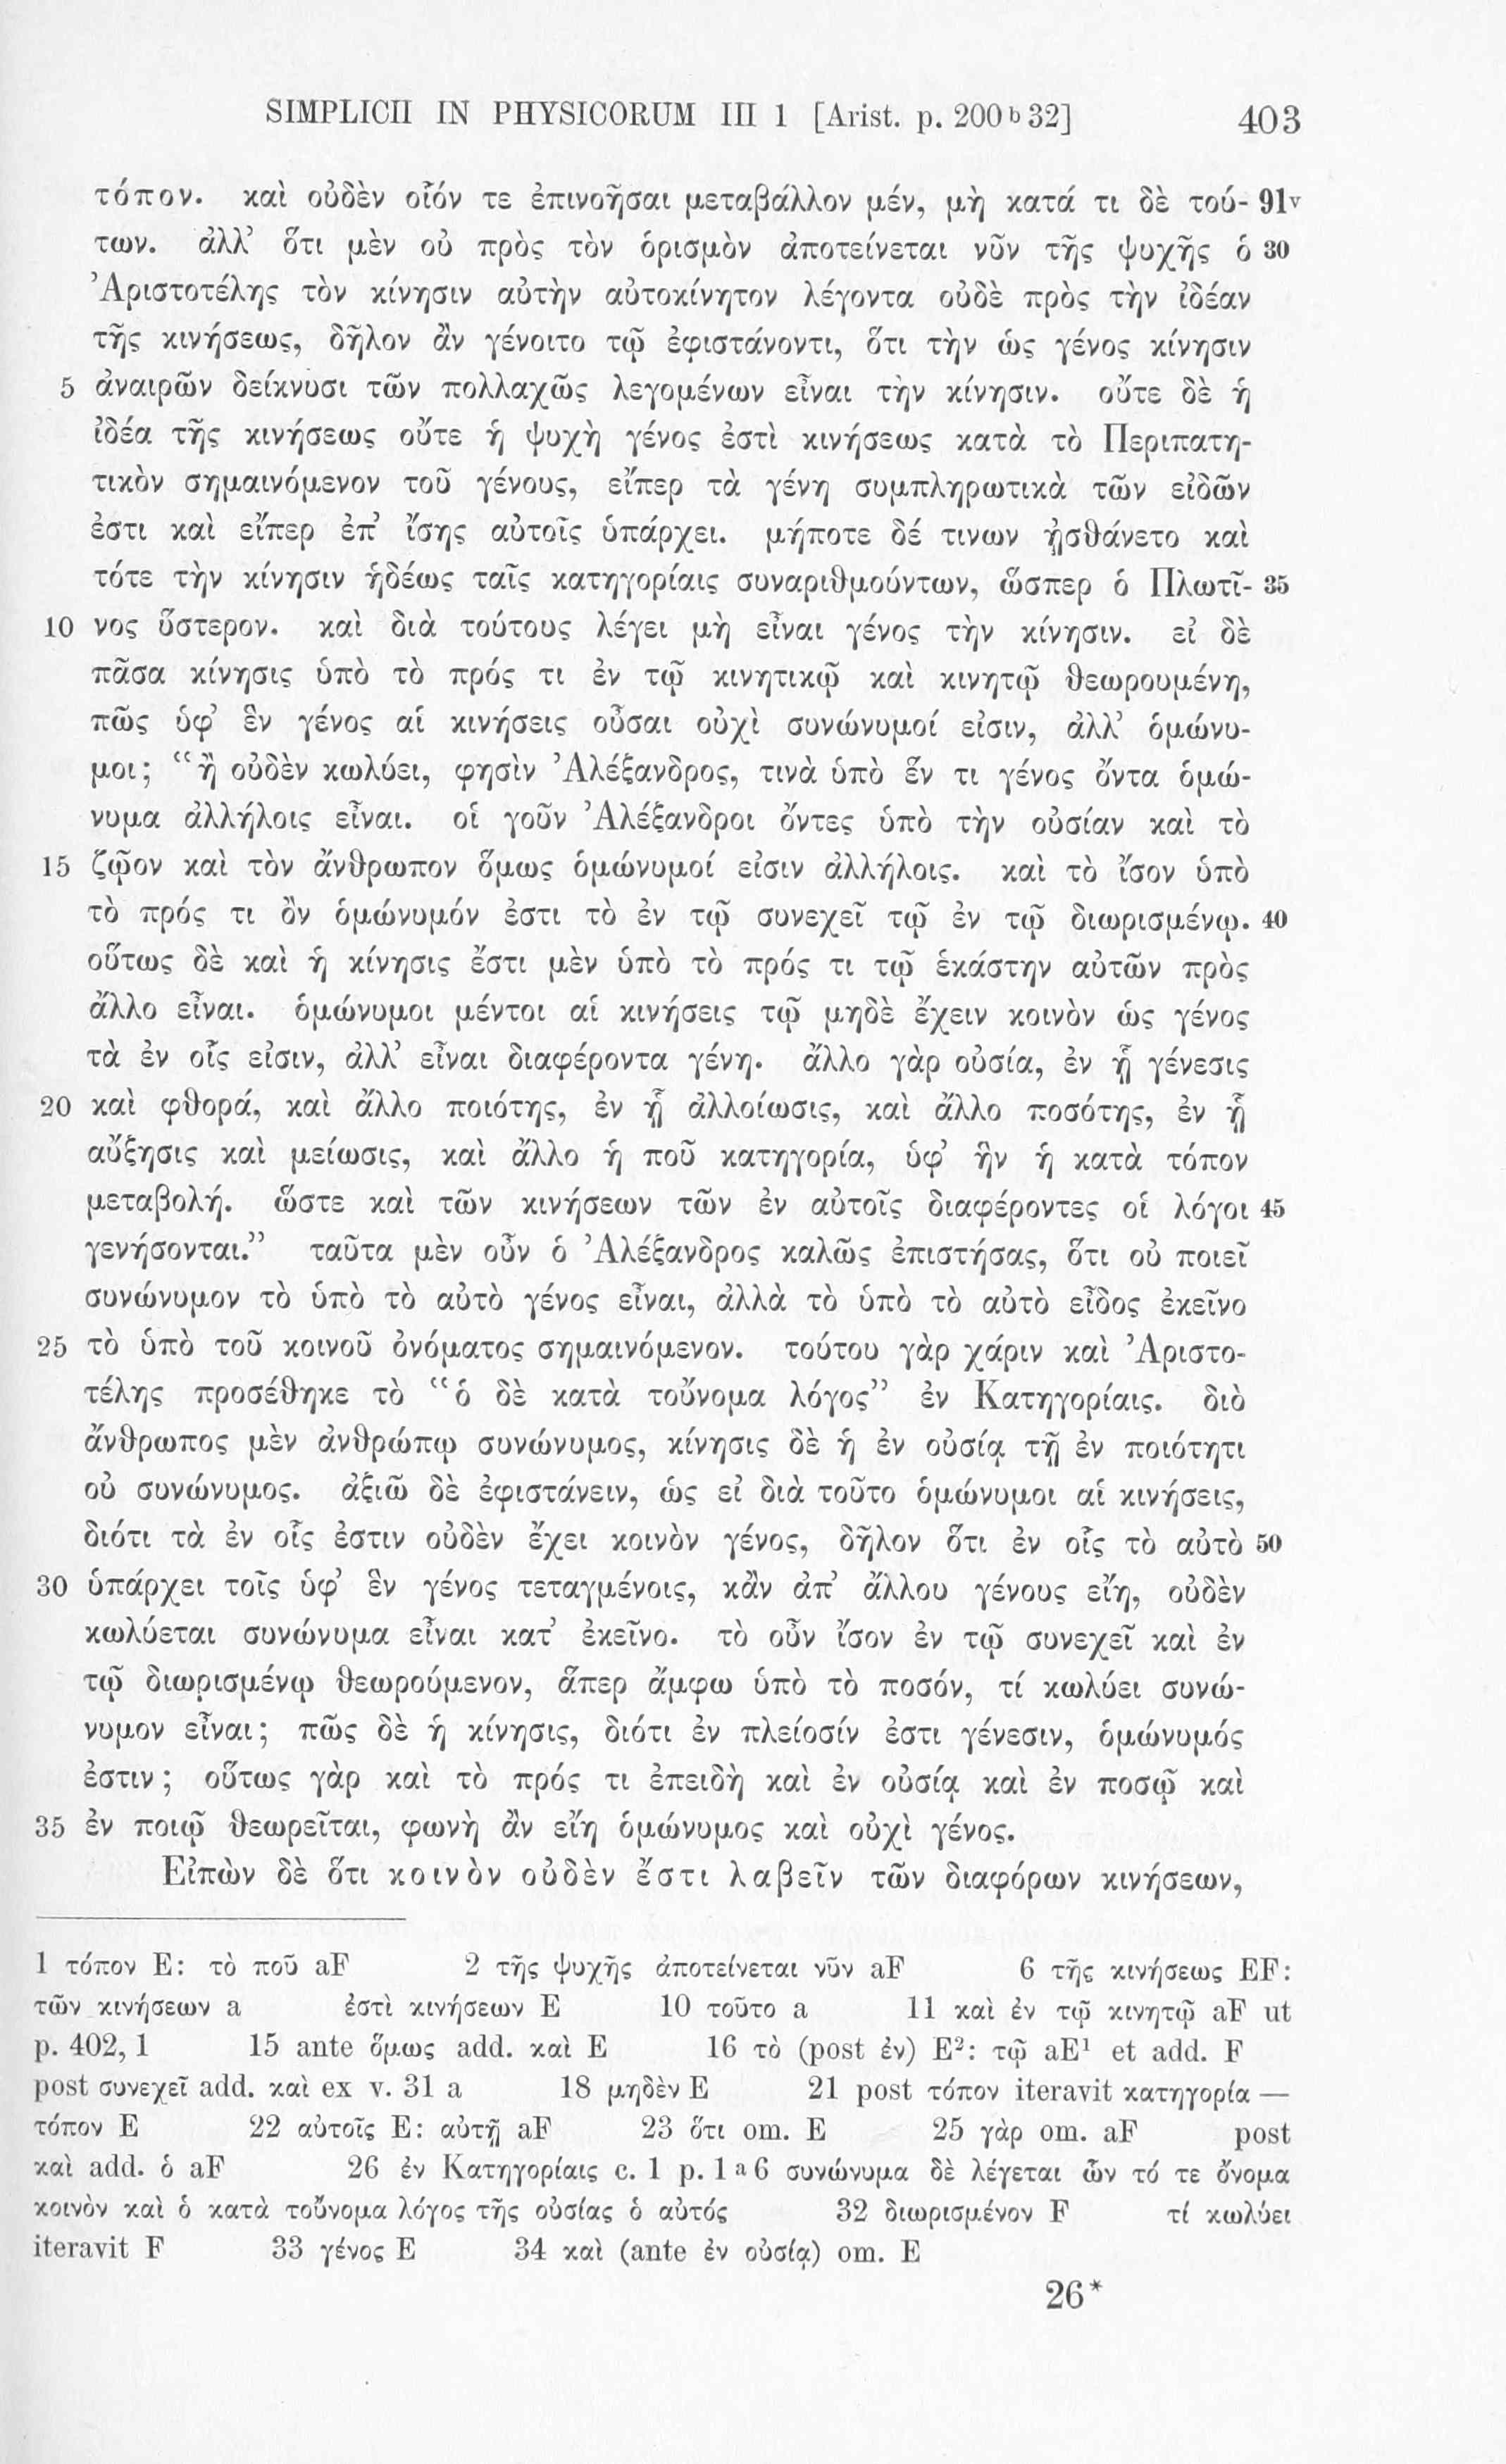 SIMPLICII IN PHYSICORUM III 1 [Arist. p. 200 b 32] 403
τόπον. καὶ οὐδὲν οἷόν τε ἐπινοῆσαι μεταβάλλον μέν, μὴ κατά τι δὲ τού- 91v
των. ἀλλ’ ὅτι μὲν οὐ πρὸς τὸν ὁρισμὸν ἀποτείνεται νῦν τῆς ψυχῆς ὁ 30
Ἀριστοτέλης τὸν κίνησιν αὐτὴν αὐτοκίνητον λέγοντα οὐδὲ πρὸς τὴν ἰδέαν
τῆς κινήσεως, δῆλον ἂν γένοιτο τῷ ἐφιστάνοντι, ὅτι τὴν ὡς γένος κίνησιν
5 ἀναιρῶν δείκνυσι τῶν πολλαχῶς λεγομένων εἶναι τὴν κίνησιν. οὔτε δὲ ἡ
ἰδέα τῆς κινήσεως οὔτε ἡ ψυχὴ γένος ἐστὶ κινήσεως κατὰ τὸ Περιπατη-
τικὸν σημαινόμενον τοῦ γένους, εἴπερ τὰ γένη συμπληρωτικὰ τῶν εἰδῶν
ἐστι καὶ εἴπερ ἐπ’ ἴσης αὐτοῖς ὑπάρχει. μήποτε δέ τινων ᾐσθάνετο καὶ
τότε τὴν κίνησιν ἡδέως ταῖς κατηγορίαις συναριθμούντων, ὥσπερ ὁ Πλωτῖ- 35
10 νος ὕστερον. καὶ διὰ τούτους λέγει μὴ εἶναι γένος τὴν κίνησιν. εἰ δὲ
πᾶσα κίνησις ὑπὸ τὸ πρός τι ἐν τῷ κινητικῷ καὶ κινητῷ θεωρουμένη,
πῶς ὑφ’ ἓν γένος αἱ κινήσεις οὖσαι οὐχὶ συνώνυμοί εἰσιν, ἀλλ’ ὁμώνυ-
μοι; “ἢ οὐδὲν κωλύει, φησὶν Ἀλέξανδρος, τινὰ ὑπὸ ἕν τι γένος ὄντα ὁμώ-
νυμα ἀλλήλοις εἶναι. οἱ γοῦν Ἀλέξανδροι ὄντες ὑπὸ τὴν οὐσίαν καὶ τὸ
15 ζῷον καὶ τὸν ἄνθρωπον ὅμως ὁμώνυμοί εἰσιν ἀλλήλοις. καὶ τὸ ἴσον ὑπὸ
τὸ πρός τι ὂν ὁμώνυμόν ἐστι τὸ ἐν τῷ συνεχεῖ τῷ ἐν τῷ διωρισμένῳ. 40
οὕτως δὲ καὶ ἡ κίνησις ἔστι μὲν ὑπὸ τὸ πρός τι τῷ ἑκάστην αὐτῶν πρὸς
ἄλλο εἶναι. ὁμώνυμοι μέντοι αἱ κινήσεις τῷ μηδὲ ἔχειν κοινὸν ὡς γένος
τὰ ἐν οἷς εἰσιν, ἀλλ’ εἶναι διαφέροντα γένη. ἄλλο γὰρ οὐσία, ἐν ᾗ γένεσις
20 καὶ φθορά, καὶ ἄλλο ποιότης, ἐν ᾗ ἀλλοίωσις, καὶ ἄλλο ποσότης, ἐν ᾗ
αὔξησις καὶ μείωσις, καὶ ἄλλο ἡ ποῦ κατηγορία, ὑφ’ ἣν ἡ κατὰ τόπον
μεταβολή. ὥστε καὶ τῶν κινήσεων τῶν ἐν αὐτοῖς διαφέροντες οἱ λόγοι 45
γενήσονται.” ταῦτα μὲν οὖν ὁ Ἀλέξανδρος καλῶς ἐπιστήσας, ὅτι οὐ ποιεῖ
συνώνυμον τὸ ὑπὸ τὸ αὐτὸ γένος εἶναι, ἀλλὰ τὸ ὑπὸ τὸ αὐτὸ εἶδος ἐκεῖνο
25 τὸ ὑπὸ τοῦ κοινοῦ ὀνόματος σημαινόμενον. τούτου γὰρ χάριν καὶ Ἀριστο-
τέλης προσέθηκε τὸ “ὁ δὲ κατὰ τοὔνομα λόγος” ἐν Κατηγορίαις. διὸ
ἄνθρωπος μὲν ἀνθρώπῳ συνώνυμος, κίνησις δὲ ἡ ἐν οὐσίᾳ τῇ ἐν ποιότητι
οὐ συνώνυμος. ἀξιῶ δὲ ἐφιστάνειν, ὡς εἰ διὰ τοῦτο ὁμώνυμοι αἱ κινήσεις,
διότι τὰ ἐν οἷς ἐστιν οὐδὲν ἔχει κοινὸν γένος, δῆλον ὅτι ἐν οἷς τὸ αὐτὸ 50
30 ὑπάρχει τοῖς ὑφ’ ἓν γένος τεταγμένοις, κἂν ἀπ’ ἄλλου γένους εἴη, οὐδὲν
κωλύεται συνώνυμα εἶναι κατ’ ἐκεῖνο. τὸ οὖν ἴσον ἐν τῷ συνεχεῖ καὶ ἐν
τῷ διωρισμένῳ θεωρούμενον, ἅπερ ἄμφω ὑπὸ τὸ ποσόν, τί κωλύει συνώ-
νυμον εἶναι; πῶς δὲ ἡ κίνησις, διότι ἐν πλείοσίν ἐστι γένεσιν, ὁμώνυμός
ἐστιν; οὕτως γὰρ καὶ τὸ πρός τι ἐπειδὴ καὶ ἐν οὐσίᾳ καὶ ἐν ποσῷ καὶ
35 ἐν ποιῷ θεωρεῖται, φωνὴ ἂν εἴη ὁμώνυμος καὶ οὐχὶ γένος.
Εἰπὼν δὲ ὅτι κοινὸν οὐδὲν ἔστι λαβεῖν τῶν διαφόρων κινήσεων,
1 τόπον E: τὸ ποῦ aF 2 τῆς ψυχῆς ἀποτείνεται νῦν aF 6 τῆς κινήσεως EF:
τῶν κινήσεων a ἐστὶ κινήσεων E 10 τοῦτο a 11 καὶ ἐν τῷ κινητῷ aF ut
p. 402, 1 15 ante ὅμως add. καὶ E 16 τὸ (post ἐν) E²: τῷ aE¹ et add. F
post συνεχεῖ add. καὶ ex v. 31 a 18 μηδὲν E 21 post τόπον iteravit κατηγορία —
τόπον E 22 αὐτοῖς E: αὐτῇ aF 23 ὅτι om. E 25 γὰρ om. aF post
καὶ add. ὁ aF 26 ἐν Κατηγορίαις c. 1 p. 1 a 6 συνώνυμα δὲ λέγεται ὧν τό τε ὄνομα
κοινὸν καὶ ὁ κατὰ τοὔνομα λόγος τῆς οὐσίας ὁ αὐτός 32 διωρισμένον F τί κωλύει
iteravit F 33 γένος E 34 καὶ (ante ἐν οὐσίᾳ) om. E
26*